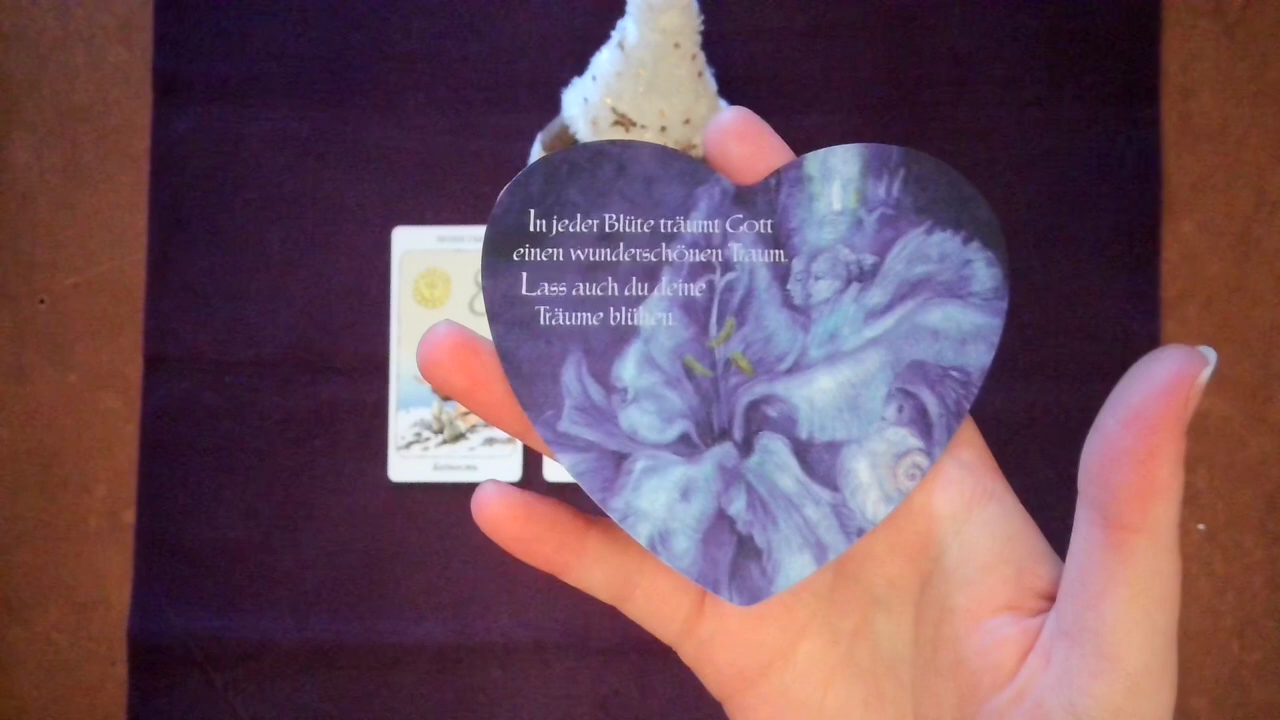 In jeder Blüte träumt Gott
einen wunderschönen Traum.
Lass auch du deine
Träume blühen.